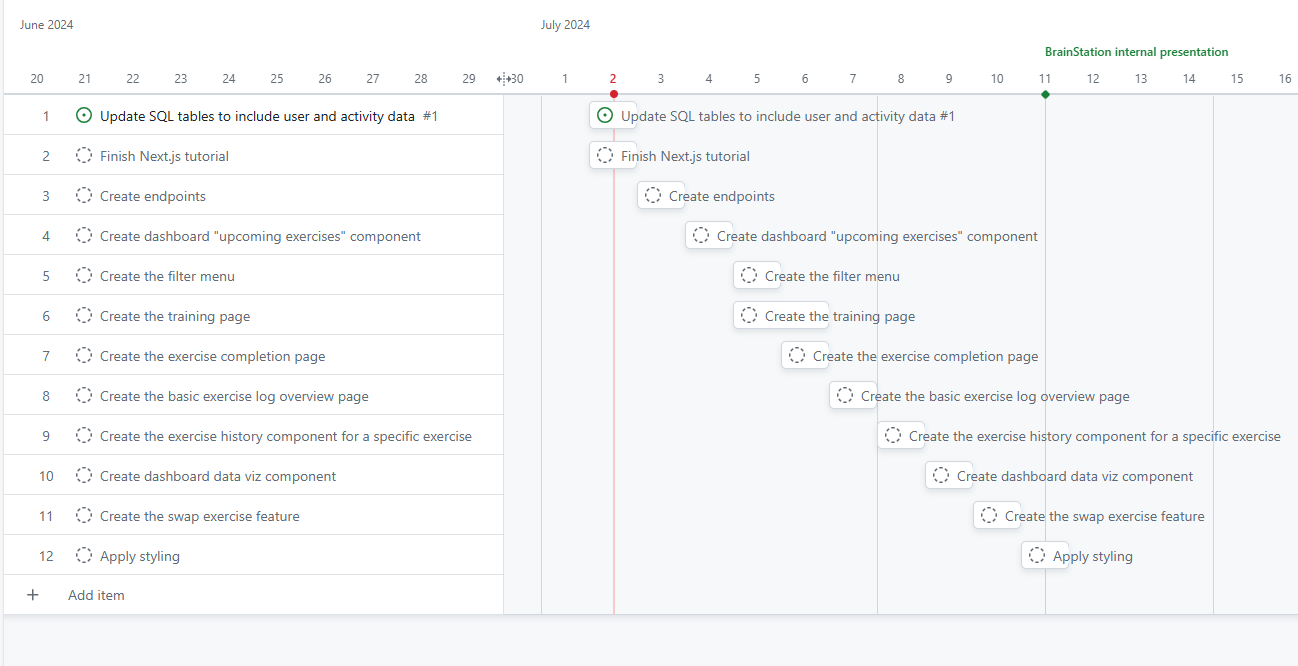 June 2024 July 2024
BrainStation internal presentation
20 21 22 23 24 25 26 27 28 29 30 1 2 3 4 5 6 7 8 9 10 11 12 13 14 15 16
1 Update SQL tables to include user and activity data #1 Update SQL tables to include user and activity data #1
2 Finish Next.js tutorial Finish Next.js tutorial
3 Create endpoints Create endpoints
4 Create dashboard "upcoming exercises" component Create dashboard "upcoming exercises" component
5 Create the filter menu Create the filter menu
6 Create the training page Create the training page
7 Create the exercise completion page Create the exercise completion page
8 Create the basic exercise log overview page Create the basic exercise log overview page
9 Create the exercise history component for a specific exercise Create the exercise history component for a specific exercise
10 Create dashboard data viz component Create dashboard data viz component
11 Create the swap exercise feature Create the swap exercise feature
12 Apply styling Apply styling
+ Add item